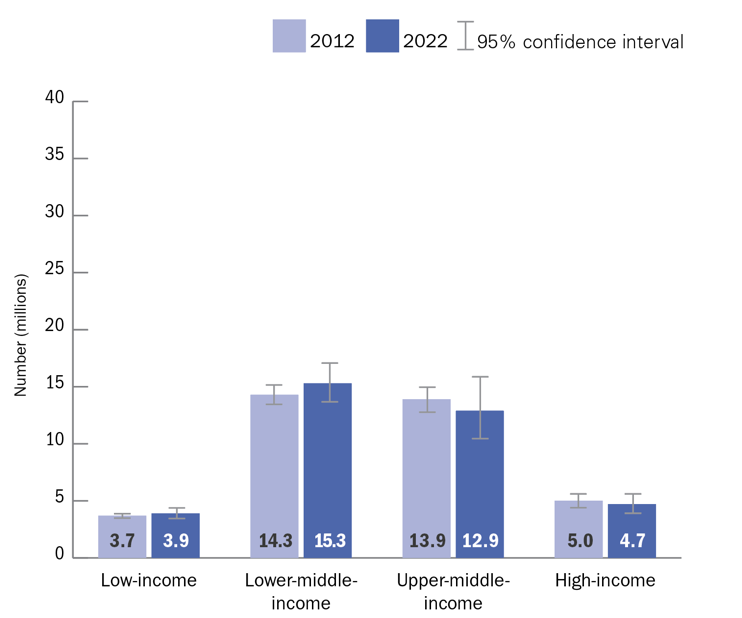 2012 2022 95% confidence interval
40
35
30
25
20
15
10
5
0
Number (millions)
3.7 3.9 14.3 15.3 13.9 12.9 5.0 4.7
Low-income Lower-middle- Upper-middle- High-income
income income